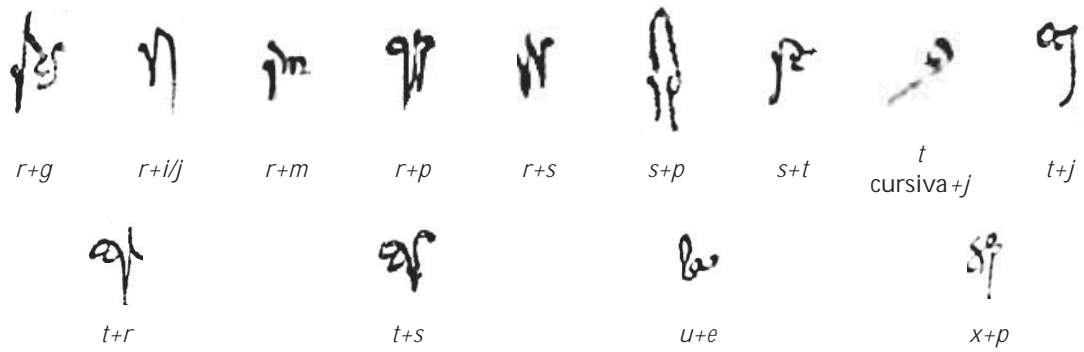 r+g r+i/j r+m r+p r+s s+p s+t t cursiva+j t+j
t+r t+s u+e x+p